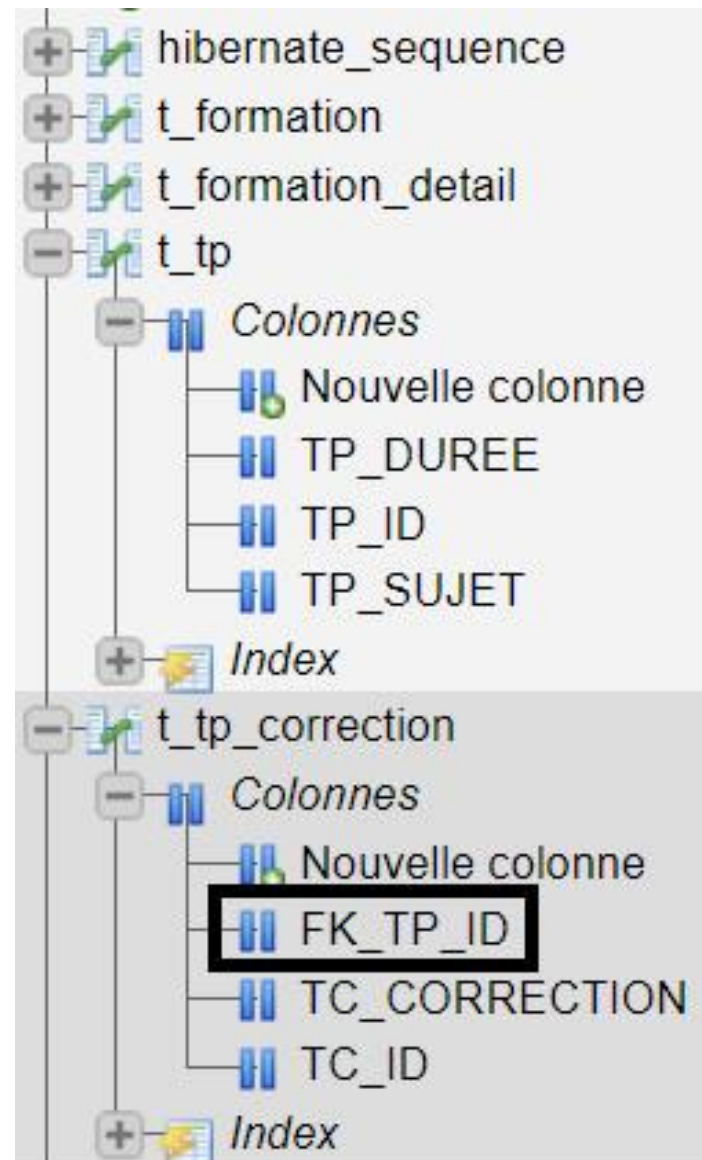 hibernate_sequence
t_formation
t_formation_detail
t_tp
Colonnes
Nouvelle colonne
TP_DUREE
TP_ID
TP_SUJET
Index
t_tp_correction
Colonnes
Nouvelle colonne
FK_TP_ID
TC_CORRECTION
TC_ID
Index